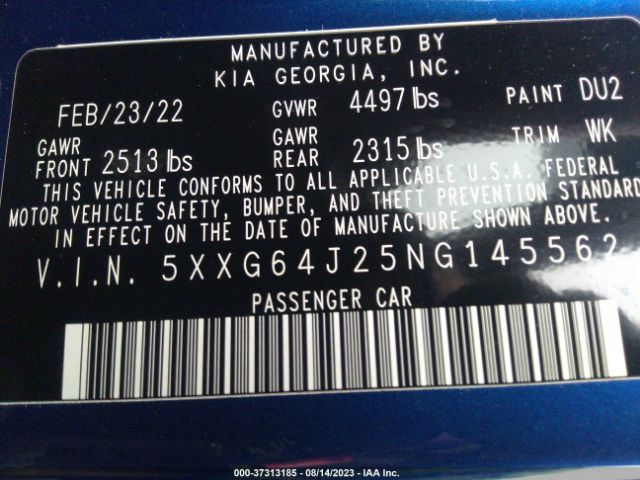 MANUFACTURED BY
KIA GEORGIA, INC.
FEB/23/22 GVWR 4497 lbs PAINT DU2
GAWR FRONT 2513 lbs GAWR REAR 2315 lbs TRIM WK
THIS VEHICLE CONFORMS TO ALL APPLICABLE U.S.A. FEDERAL
MOTOR VEHICLE SAFETY, BUMPER, AND THEFT PREVENTION STANDARD
IN EFFECT ON THE DATE OF MANUFACTURE SHOWN ABOVE.
V.I.N. 5XXG64J25NG145562
PASSENGER CAR
000-37313185 - 08/14/2023 - IAA Inc.